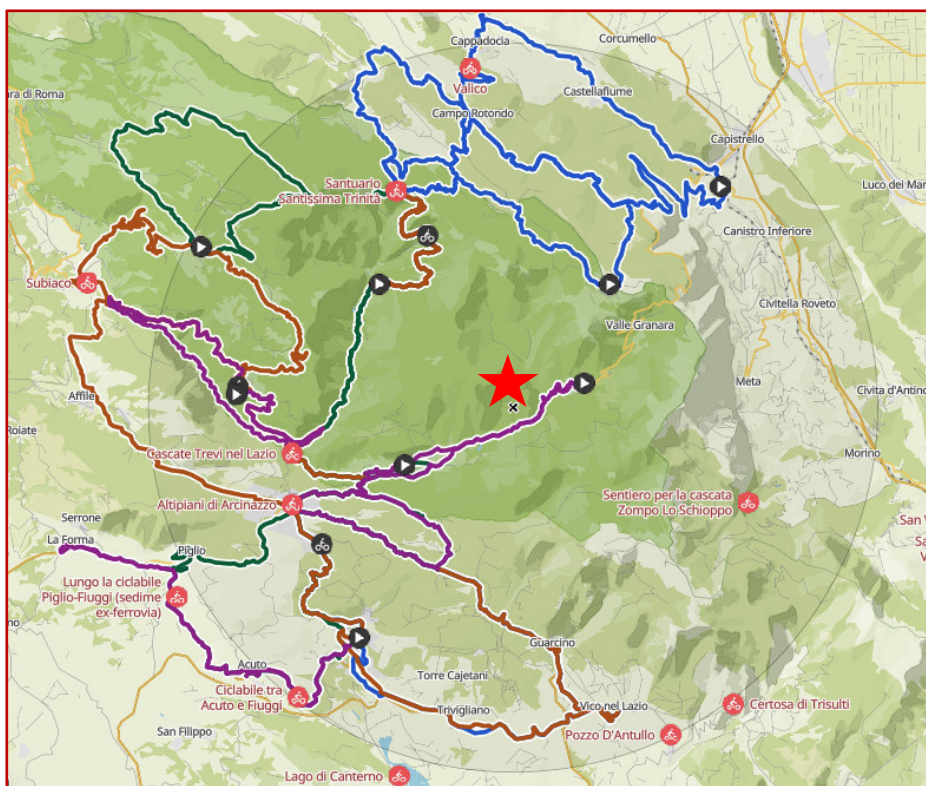 Cappadocia
Corcumello
Valico
Castellafiume
ara di Roma
Campo Rotondo
Capistrello
Santuario
Santissima Trinità
Luco dei Mar
Canistro Inferiore
Subiaco
Civitella Roveto
Valle Granara
Meta
Civita d'Antino
Affile
Roiate
Cascate Trevi nel Lazio
Morino
Altipiani di Arcinazzo
Sentiero per la cascata
Zompo Lo Schioppo
Serrone
La Forma
Piglio
San V
Sa
V
Lungo la ciclabile
Piglio-Fiuggi (sedime
ex-ferrovia)
no
Guarcino
Acuto
Torre Cajetani
Ciclabile tra
Acuto e Fiuggi
Trivigliano
Vico nel Lazio
Certosa di Trisulti
San Filippo
Pozzo D'Antullo
Lago di Canterno